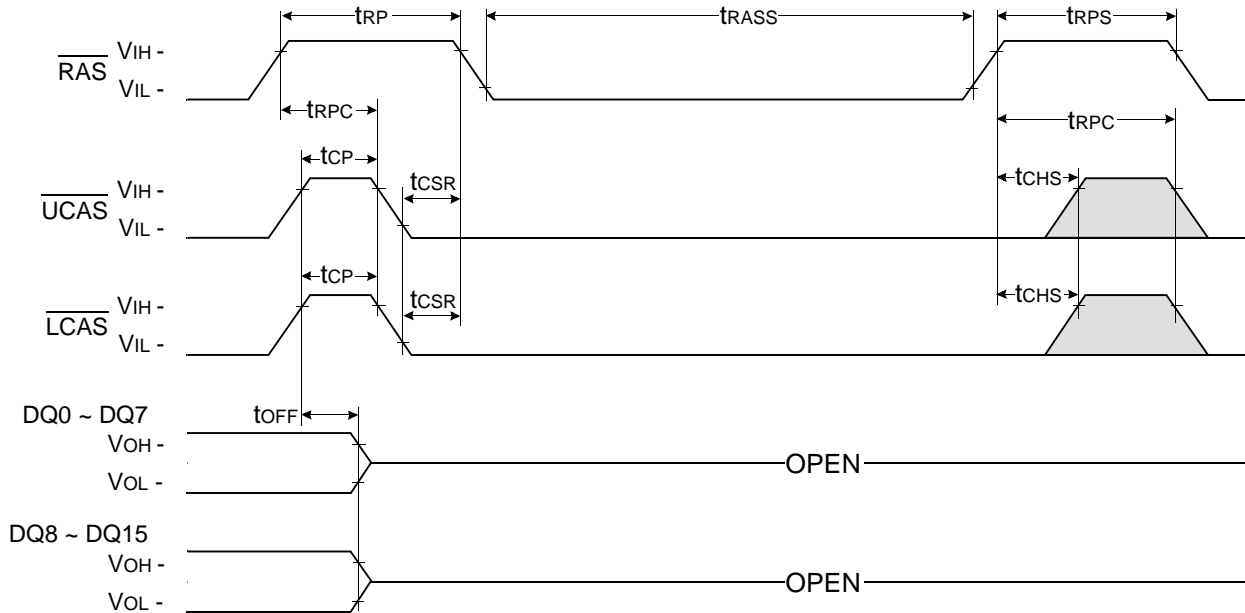 tRP
tRASS
tRPS
RAS
VIH -
VIL -
tRPC
tRPC
tCP
tCSR
tCHS
UCAS
VIH -
VIL -
tCP
tCSR
tCHS
LCAS
VIH -
VIL -
DQ0 ~ DQ7
tOFF
VOH -
VOL -
OPEN
DQ8 ~ DQ15
VOH -
VOL -
OPEN